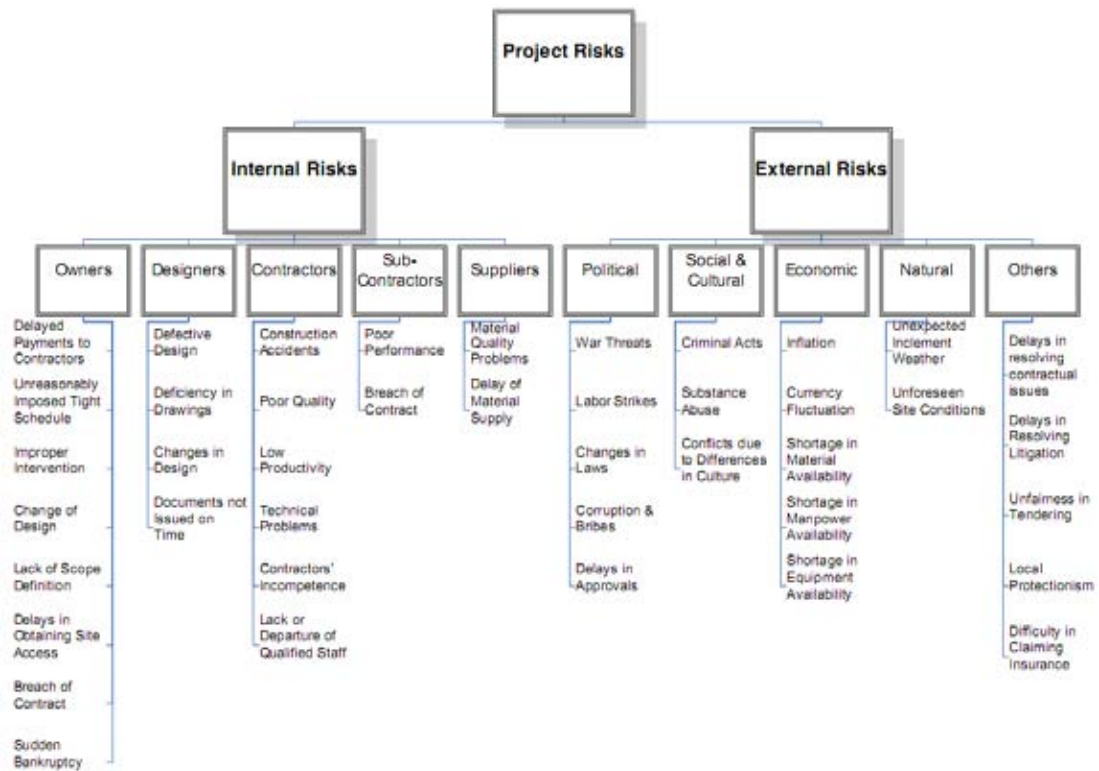 Project Risks
Internal Risks
External Risks
Owners
Designers
Contractors
Sub-
Contractors
Suppliers
Political
Social &
Cultural
Economic
Natural
Others
Delayed
Payments to
Contractors
Unreasonably
Imposed Tight
Schedule
Improper
Intervention
Change of
Design
Lack of Scope
Definition
Delays in
Obtaining Site
Access
Breach of
Contract
Sudden
Bankruptcy
Defective
Design
Deficiency in
Drawings
Changes in
Design
Documents not
Issued on
Time
Construction
Accidents
Poor Quality
Low
Productivity
Technical
Problems
Contractors'
Incompetence
Lack or
Departure of
Qualified Staff
Poor
Performance
Breach of
Contract
Material
Quality
Problems
Delay of
Material
Supply
War Threats
Labor Strikes
Changes in
Laws
Corruption &
Bribes
Delays in
Approvals
Criminal Acts
Substance
Abuse
Conflicts due
to Differences
in Culture
Inflation
Currency
Fluctuation
Shortage in
Material
Availability
Shortage in
Manpower
Availability
Shortage in
Equipment
Availability
Unexpected
Inclement
Weather
Unforeseen
Site Conditions
Delays in
resolving
contractual
issues
Delays in
Resolving
Litigation
Unfairness in
Tendering
Local
Protectionism
Difficulty in
Claiming
Insurance